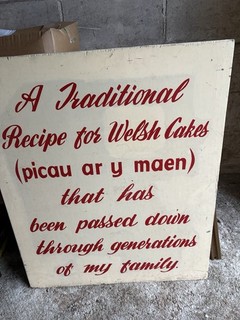 A Traditional
Recipe for Welsh Cakes
(picau ar y maen)
that has
been passed down
through generations
of my family.